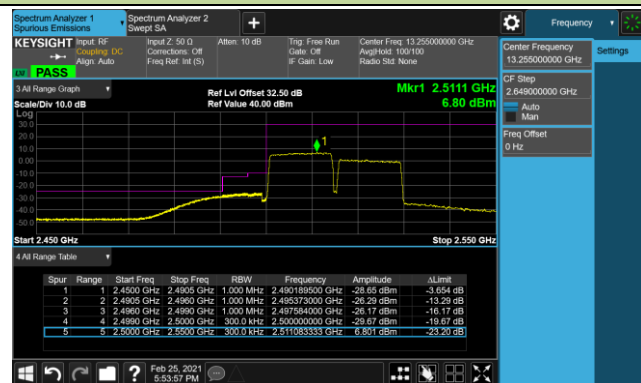 Spectrum Analyzer 1
Spurious Emissions
Spectrum Analyzer 2
Swept SA
Frequency
KEYSIGHT
Input: RF
Coupling: DC
Align: Auto
Input Z: 50 Ω
Corrections: Off
Freq Ref: Int (S)
Atten: 10 dB
Trig: Free Run
Gate: Off
IF Gain: Low
Center Freq: 13.255000000 GHz
Avg|Hold: 100/100
Radio Std: None
PASS
Center Frequency
13.255000000 GHz
Settings
CF Step
2.649000000 GHz
Auto
Man
Freq Offset
0 Hz
3 All Range Graph
Scale/Div 10.0 dB
Ref Lvl Offset 32.50 dB
Ref Value 40.00 dBm
Mkr1 2.5111 GHz
6.80 dBm
Log
30.0
20.0
10.0
0.00
-10.0
-20.0
-30.0
-40.0
-50.0
1
Start 2.450 GHz
Stop 2.550 GHz
4 All Range Table
Spur Range Start Freq Stop Freq RBW Frequency Amplitude ΔLimit
1 1 2.4500 GHz 2.4905 GHz 1.000 MHz 2.490189500 GHz -28.65 dBm -3.654 dB
2 2 2.4905 GHz 2.4960 GHz 1.000 MHz 2.495373000 GHz -26.29 dBm -13.29 dB
3 3 2.4960 GHz 2.4990 GHz 1.000 MHz 2.497584000 GHz -26.17 dBm -16.17 dB
4 4 2.4990 GHz 2.5000 GHz 300.0 kHz 2.500000000 GHz -29.67 dBm -19.67 dB
5 5 2.5000 GHz 2.5500 GHz 300.0 kHz 2.511083333 GHz 6.801 dBm -23.20 dB
Feb 25, 2021
5:53:57 PM